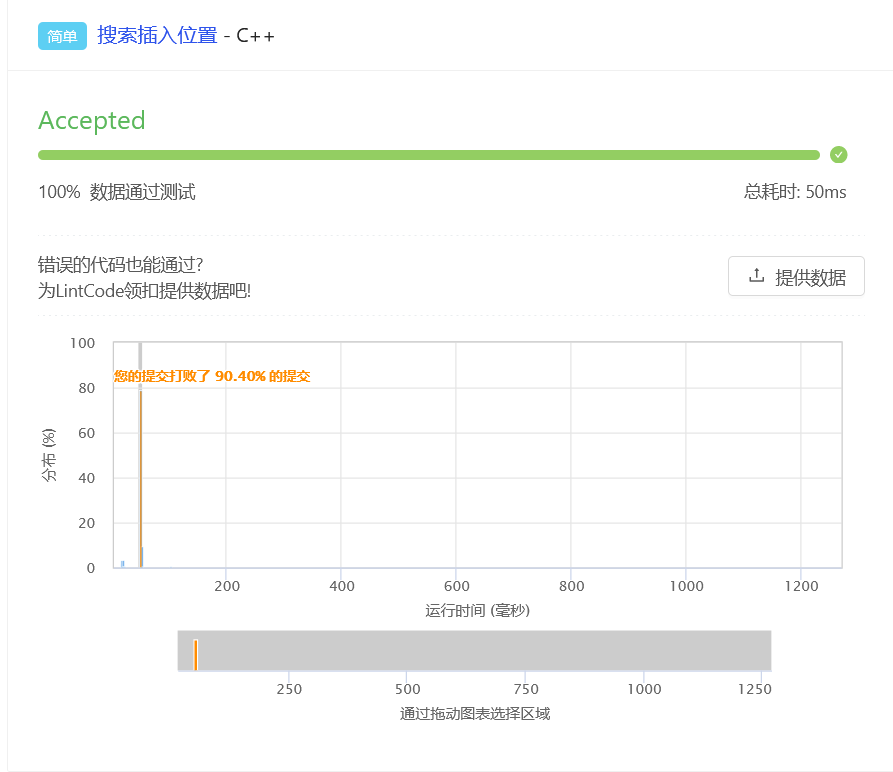 简单 搜索插入位置 - C++
Accepted
100% 数据通过测试 总耗时: 50ms
错误的代码也能通过?
为LintCode领扣提供数据吧!
提供数据
100
您的提交打败了 90.40% 的提交
80
60
40
20
0
分布 (%)
200 400 600 800 1000 1200
运行时间 (毫秒)
250 500 750 1000 1250
通过拖动图表选择区域